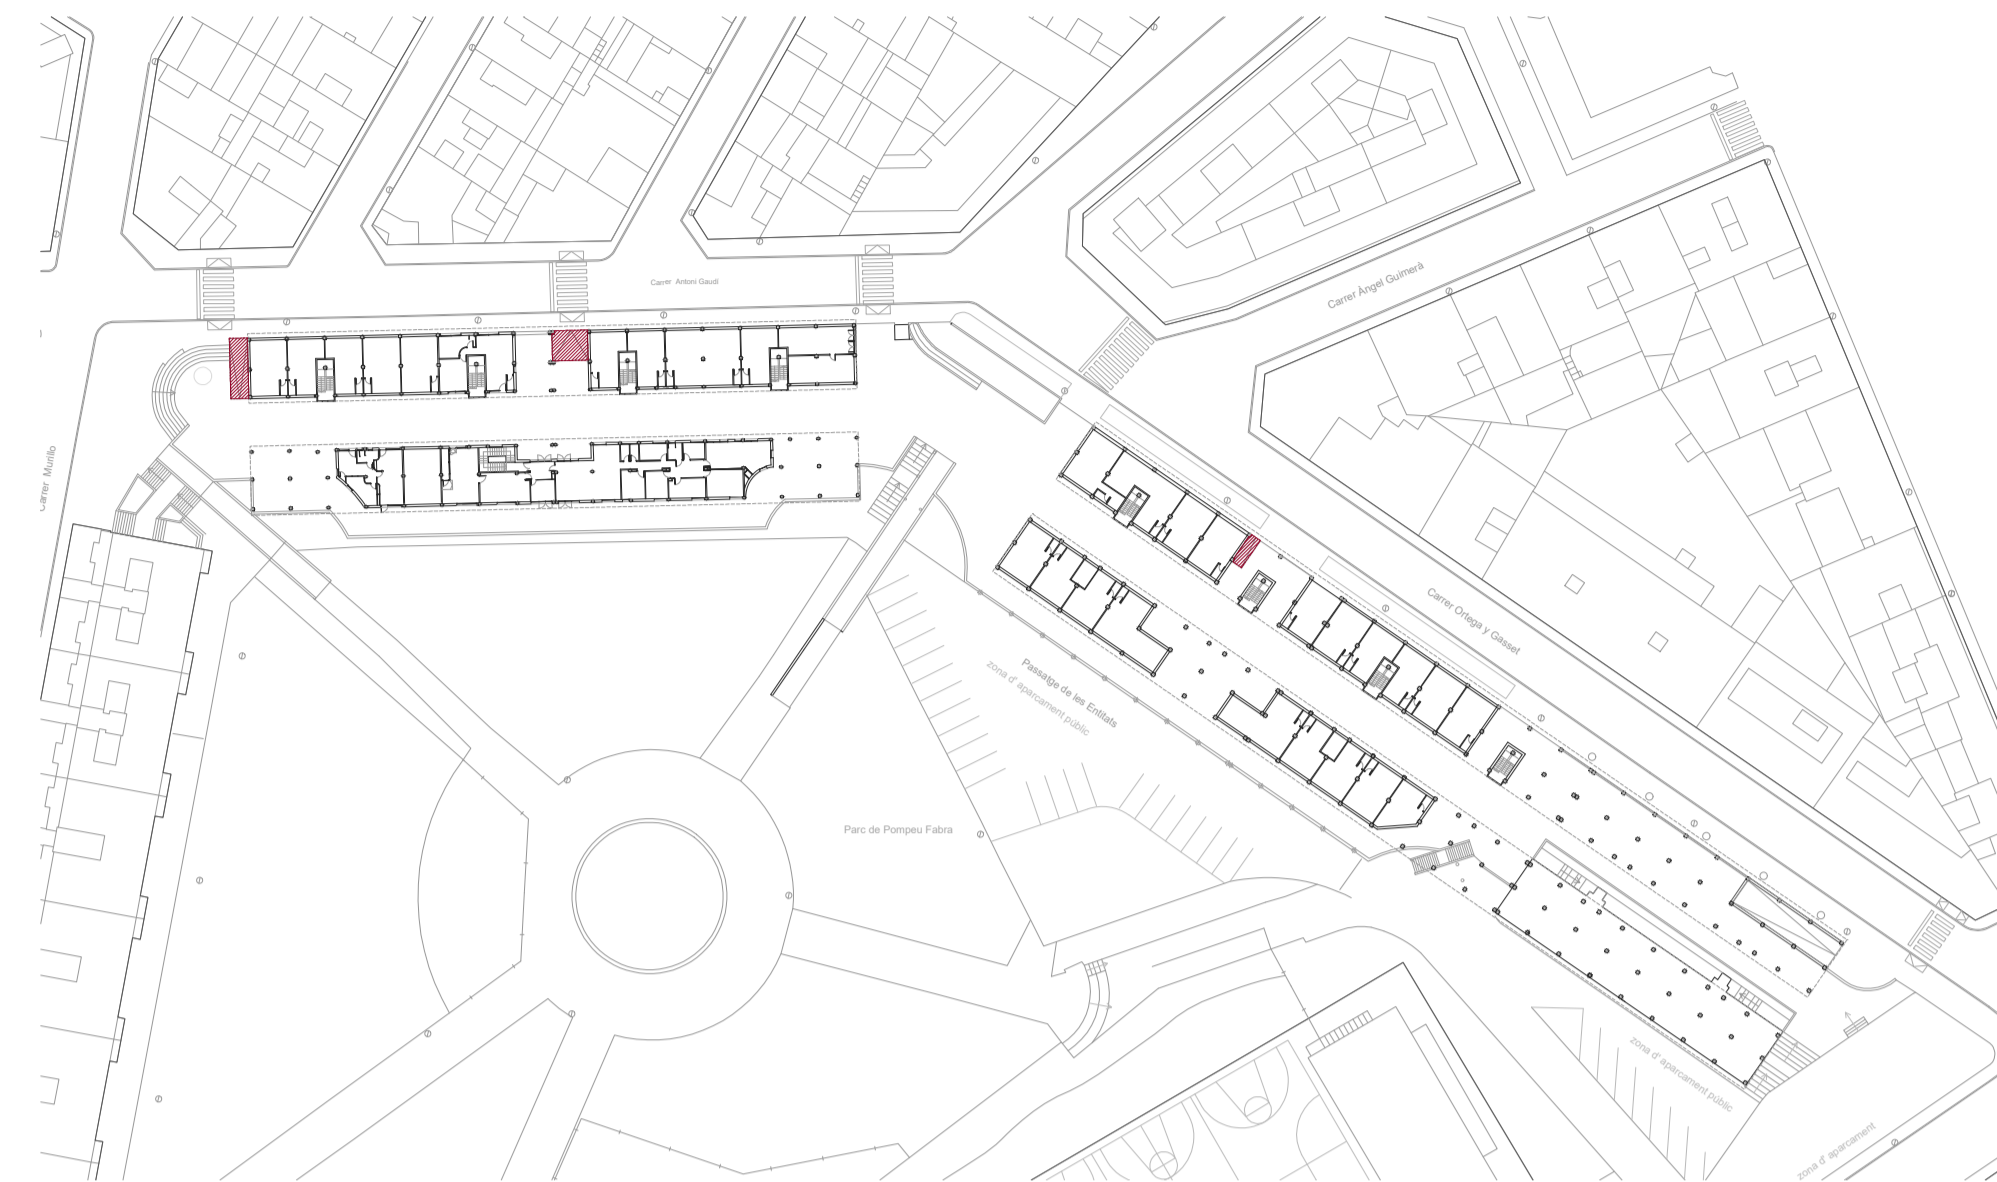 Carrer Antoni Gaudí
Carrer Àngel Guimerà
Carrer Murillo
Carrer Ortega y Gasset
Passatge de les Entitats
zona d' aparcament públic
Parc de Pompeu Fabra
zona d' aparcament públic
zona d' aparcament